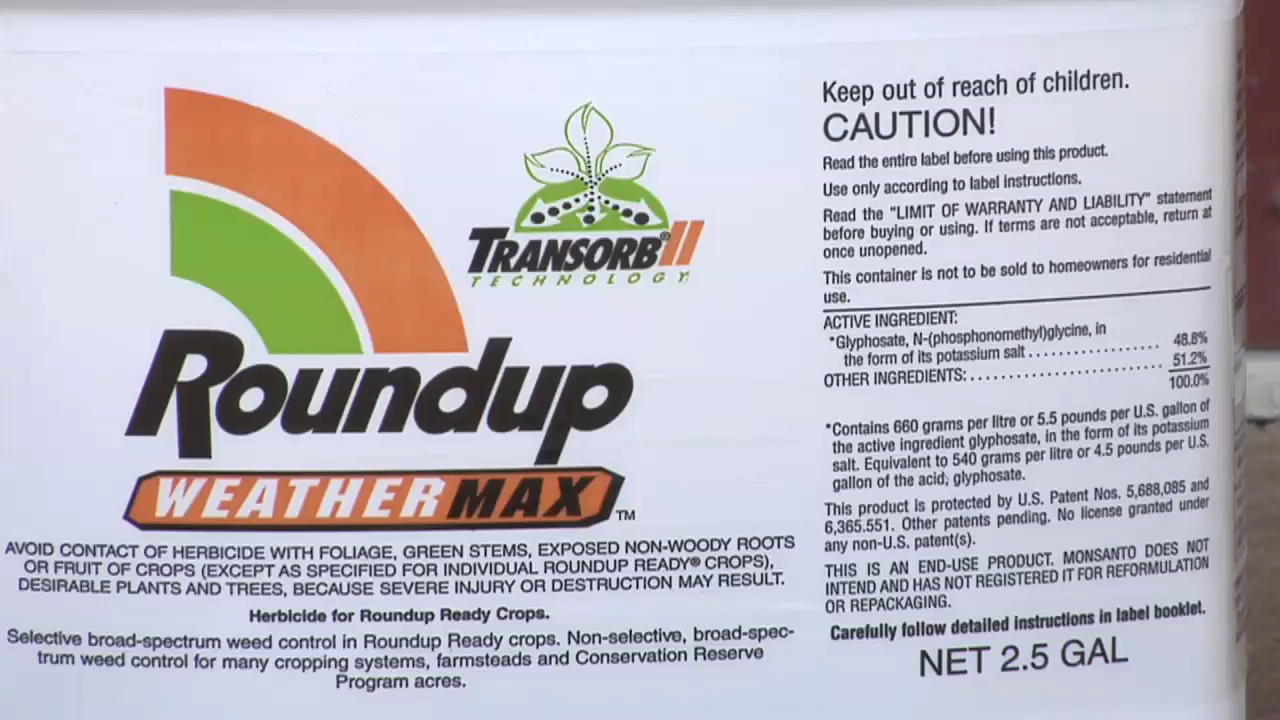 TRANSORB® II
TECHNOLOGY
Roundup
WEATHERMAX™
AVOID CONTACT OF HERBICIDE WITH FOLIAGE, GREEN STEMS, EXPOSED NON-WOODY ROOTS
OR FRUIT OF CROPS (EXCEPT AS SPECIFIED FOR INDIVIDUAL ROUNDUP READY® CROPS),
DESIRABLE PLANTS AND TREES, BECAUSE SEVERE INJURY OR DESTRUCTION MAY RESULT.
Herbicide for Roundup Ready Crops.
Selective broad-spectrum weed control in Roundup Ready crops. Non-selective, broad-spec-
trum weed control for many cropping systems, farmsteads and Conservation Reserve
Program acres.
Keep out of reach of children.
CAUTION!
Read the entire label before using this product.
Use only according to label instructions.
Read the "LIMIT OF WARRANTY AND LIABILITY" statement
before buying or using. If terms are not acceptable, return at
once unopened.
This container is not to be sold to homeowners for residential
use.
ACTIVE INGREDIENT:
*Glyphosate, N-(phosphonomethyl)glycine, in
the form of its potassium salt . . . . . . . . . . . . . . . . . . 48.8%
OTHER INGREDIENTS: . . . . . . . . . . . . . . . . . . . . . . . . . . 51.2%
100.0%
*Contains 660 grams per litre or 5.5 pounds per U.S. gallon of
the active ingredient glyphosate, in the form of its potassium
salt. Equivalent to 540 grams per litre or 4.5 pounds per U.S.
gallon of the acid, glyphosate.
This product is protected by U.S. Patent Nos. 5,688,085 and
6,365.551. Other patents pending. No license granted under
any non-U.S. patent(s).
THIS IS AN END-USE PRODUCT. MONSANTO DOES NOT
INTEND AND HAS NOT REGISTERED IT FOR REFORMULATION
OR REPACKAGING.
Carefully follow detailed instructions in label booklet.
NET 2.5 GAL